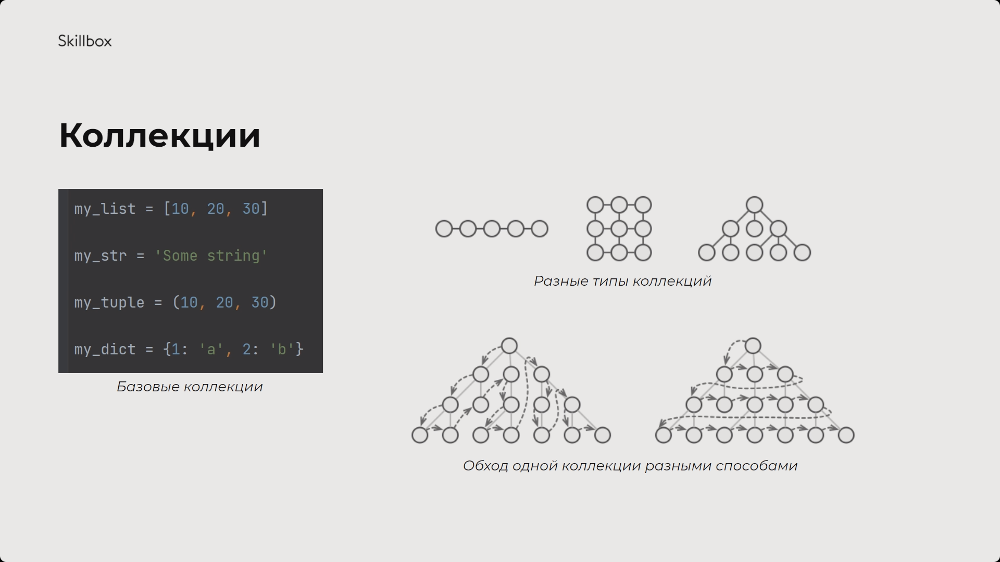 Skillbox
Коллекции
my_list = [10, 20, 30]
my_str = 'Some string'
my_tuple = (10, 20, 30)
my_dict = {1: 'a', 2: 'b'}
Базовые коллекции
Разные типы коллекций
Обход одной коллекции разными способами